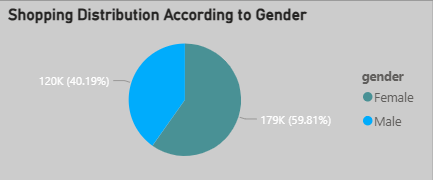 Shopping Distribution According to Gender
120K (40.19%)
gender
Female
179K (59.81%)
Male